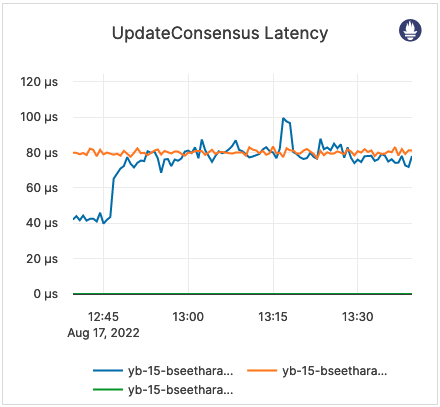 UpdateConsensus Latency
120 µs
100 µs
80 µs
60 µs
40 µs
20 µs
0 µs
12:45 13:00 13:15 13:30
Aug 17, 2022
yb-15-bseethara... yb-15-bseethara...
yb-15-bseethara...